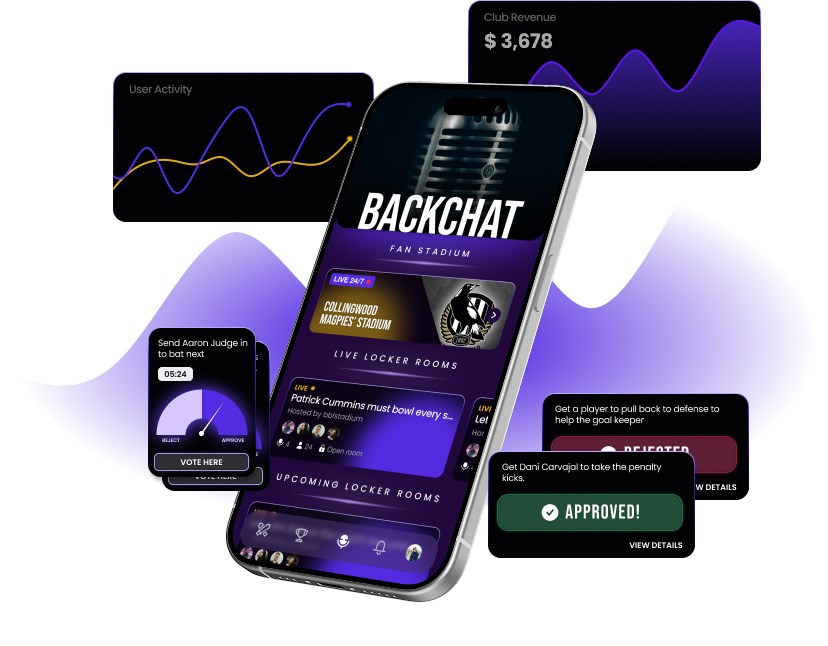 Club Revenue
$ 3,678
User Activity
BACKCHAT
FAN STADIUM
LIVE 24/7
COLLINGWOOD
MAGPIES' STADIUM
1892
LIVE LOCKER ROOMS
LIVE
Patrick Cummins must bowl every s...
Hosted by bblstadium
4
24
Open room
LIVI
Let
Hos
4
UPCOMING LOCKER ROOMS
Send Aaron Judge in
to bat next
05:24
REJECT
APPROVE
VOTE HERE
VOTE HERE
Get a player to pull back to defense to
help the goal keeper
REJECTED
W DETAILS
Get Dani Carvajal to take the penalty
kicks.
APPROVED!
VIEW DETAILS